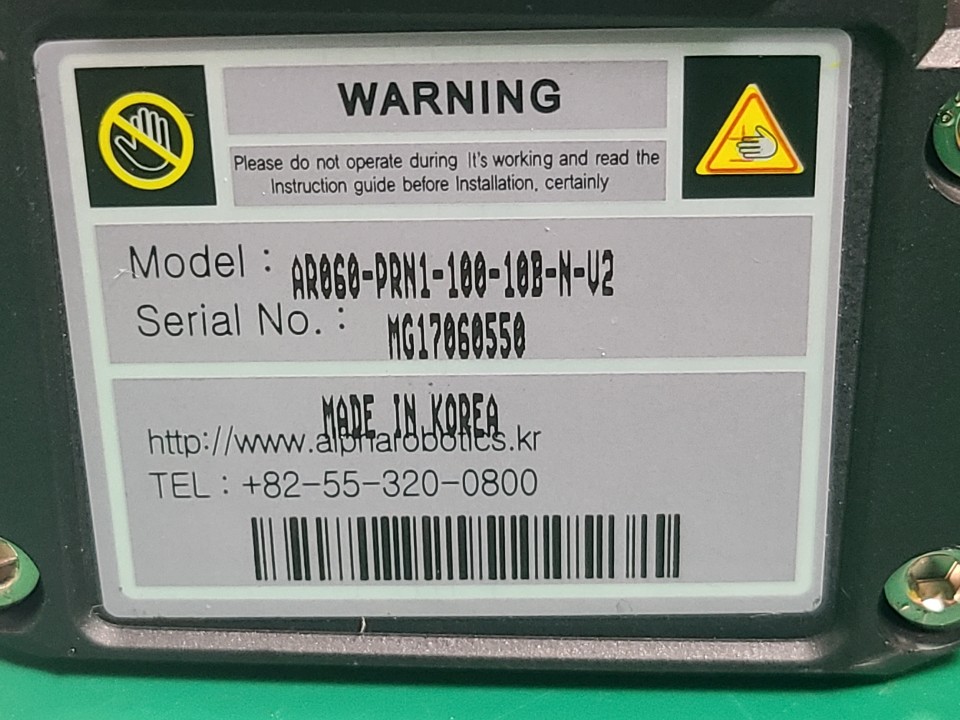 WARNING
Please do not operate during It's working and read the
Instruction guide before Installation, certainly
Model : AR060-PRN1-100-10B-N-V2
Serial No. : MG17060550
MADE IN KOREA
http://www.alpharobotics.kr
TEL : +82-55-320-0800